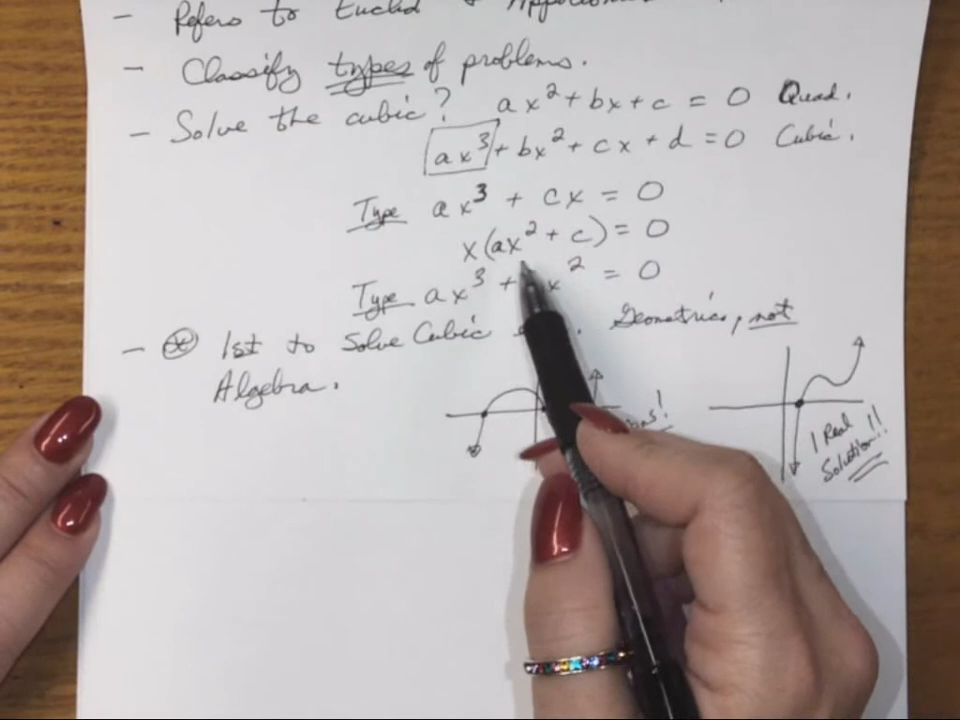 - Refers to Euclid
- Classify types of problems.
- Solve the cubic? ax² + bx + c = 0 Quad.
ax³ + bx² + cx + d = 0 Cubic.
Type ax³ + cx = 0
x(ax² + c) = 0
Type ax³ + x² = 0
- * 1st to Solve Cubic . Geometrics, not
Algebra.
1 Real
Solution!!